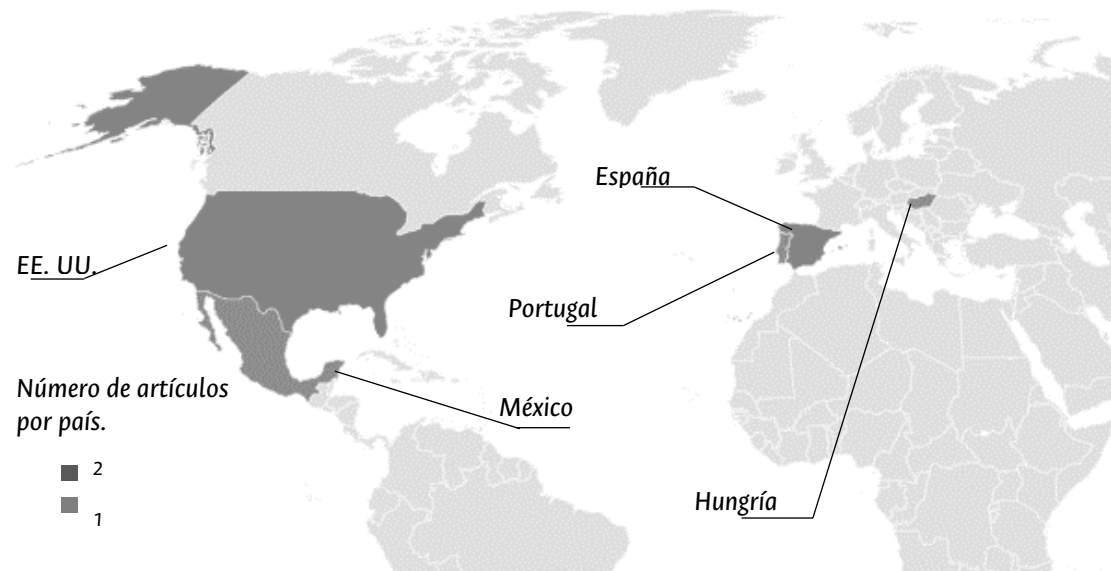 España
EE. UU.
Portugal
Número de artículos
por país.
México
2
Hungría
1